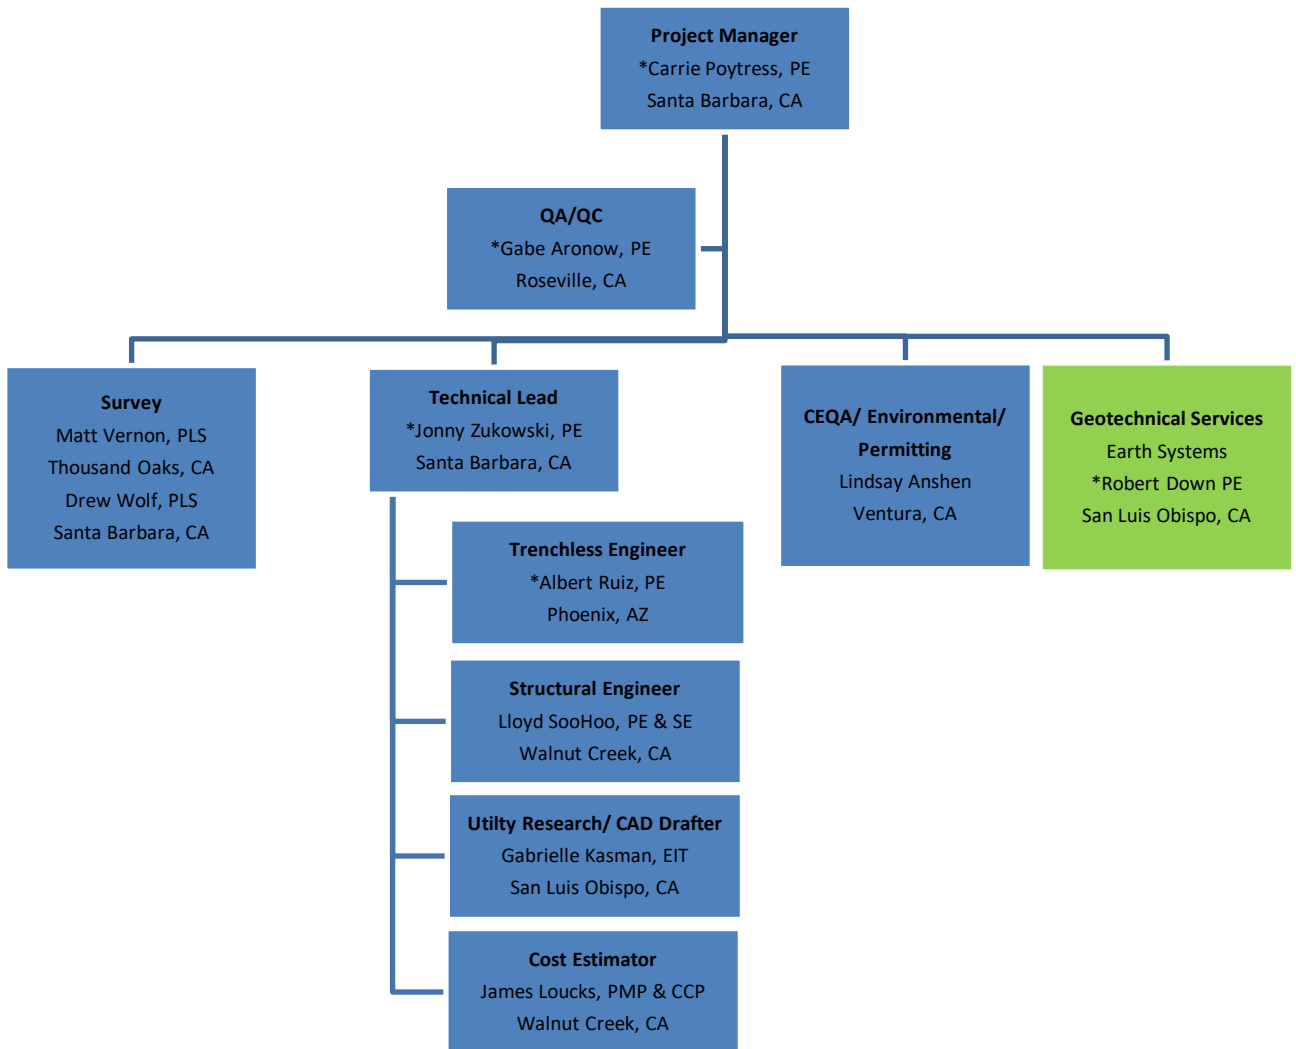 Project Manager
*Carrie Poytress, PE
Santa Barbara, CA
QA/QC
*Gabe Aronow, PE
Roseville, CA
Survey
Matt Vernon, PLS
Thousand Oaks, CA
Drew Wolf, PLS
Santa Barbara, CA
Technical Lead
*Jonny Zukowski, PE
Santa Barbara, CA
CEQA/ Environmental/
Permitting
Lindsay Anshen
Ventura, CA
Geotechnical Services
Earth Systems
*Robert Down PE
San Luis Obispo, CA
Trenchless Engineer
*Albert Ruiz, PE
Phoenix, AZ
Structural Engineer
Lloyd SooHoo, PE & SE
Walnut Creek, CA
Utilty Research/ CAD Drafter
Gabrielle Kasman, EIT
San Luis Obispo, CA
Cost Estimator
James Loucks, PMP & CCP
Walnut Creek, CA